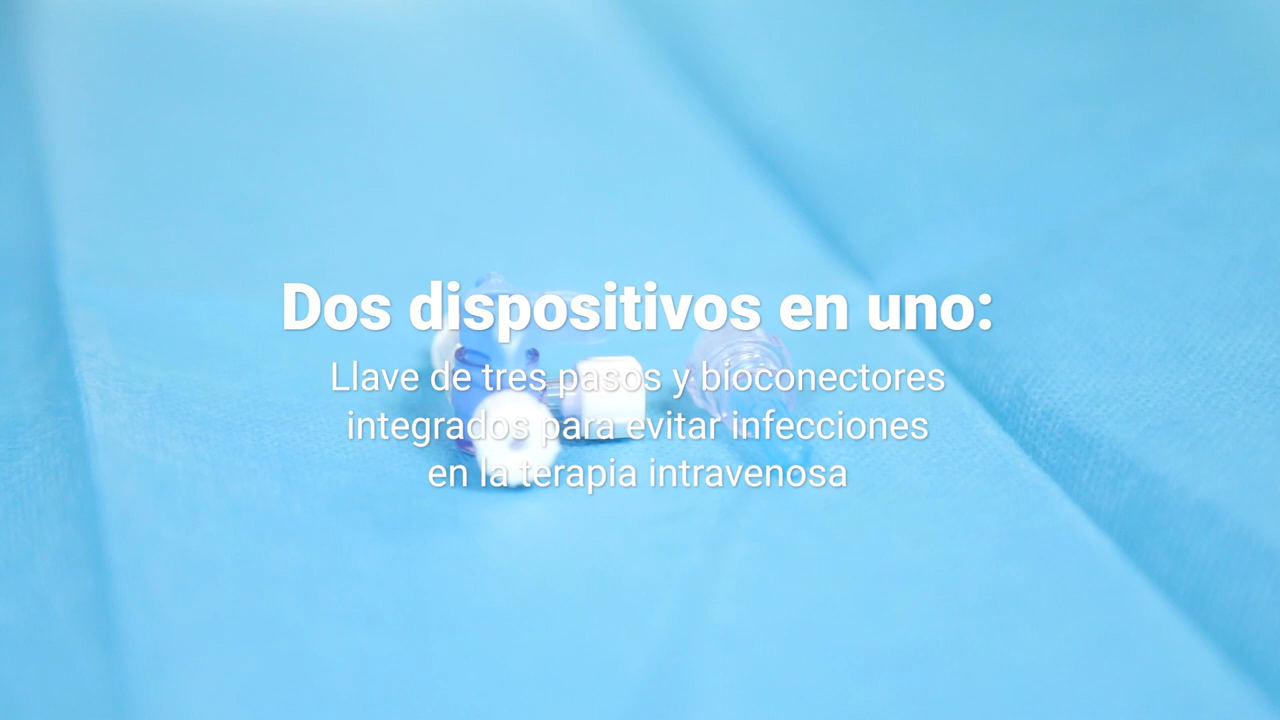 Dos dispositivos en uno:
Llave de tres pasos y bioconectores
integrados para evitar infecciones
en la terapia intravenosa